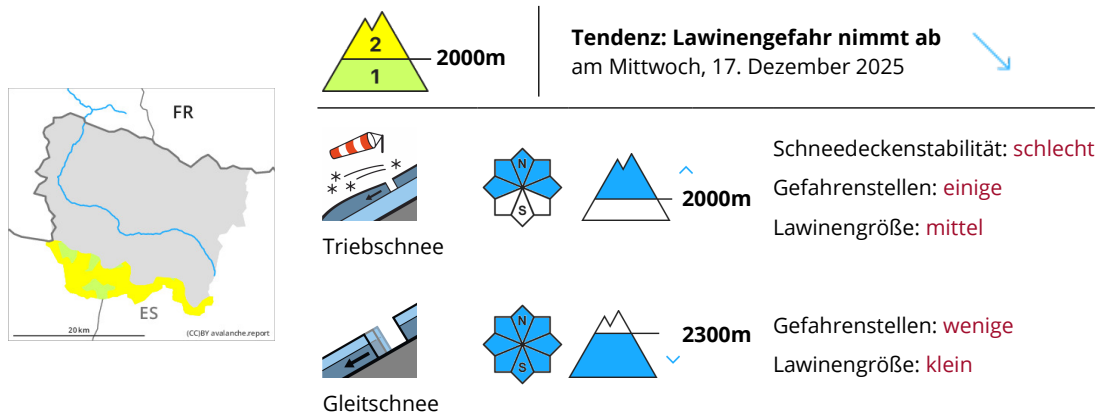 2
1
2000m
Tendenz: Lawinengefahr nimmt ab
am Mittwoch, 17. Dezember 2025
FR
ES
20 km
(CC)BY avalanche.report
Triebschnee
N
S
2000m
Schneedeckenstabilität: schlecht
Gefahrenstellen: einige
Lawinengröße: mittel
Gleitschnee
N
S
2300m
Gefahrenstellen: wenige
Lawinengröße: klein